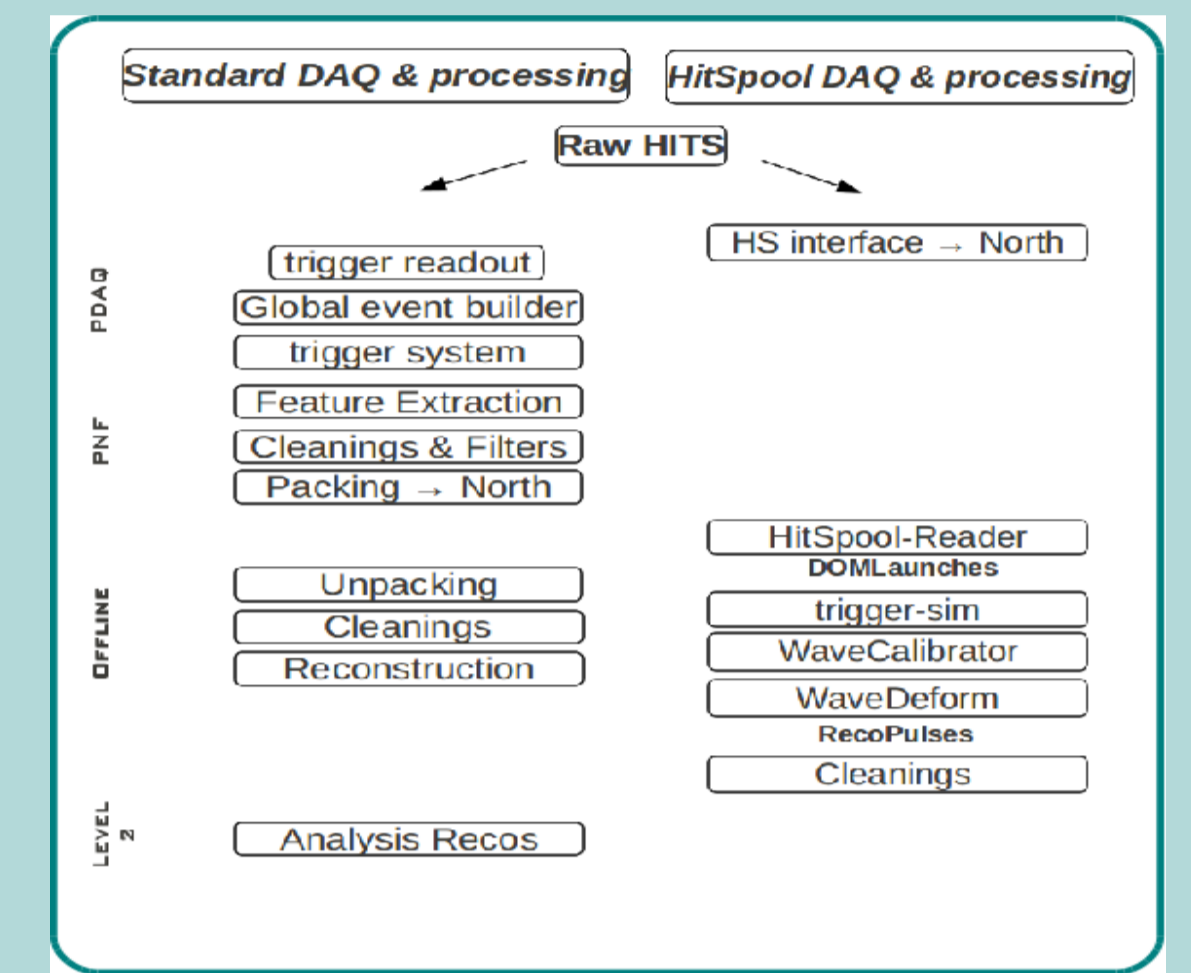 Standard DAQ & processing
HitSpool DAQ & processing
Raw HITS
PDAQ
trigger readout
Global event builder
trigger system
PNF
Feature Extraction
Cleanings & Filters
Packing → North
OFFLINE
Unpacking
Cleanings
Reconstruction
LEVEL
2
Analysis Recos
HS interface → North
HitSpool-Reader
DOMLaunches
trigger-sim
WaveCalibrator
WaveDeform
RecoPulses
Cleanings